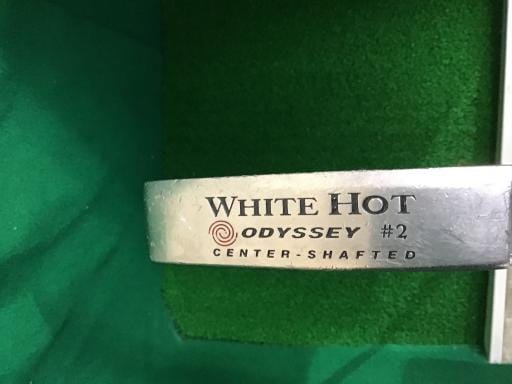 WHITE HOT
ODYSSEY #2
CENTER-SHAFTED